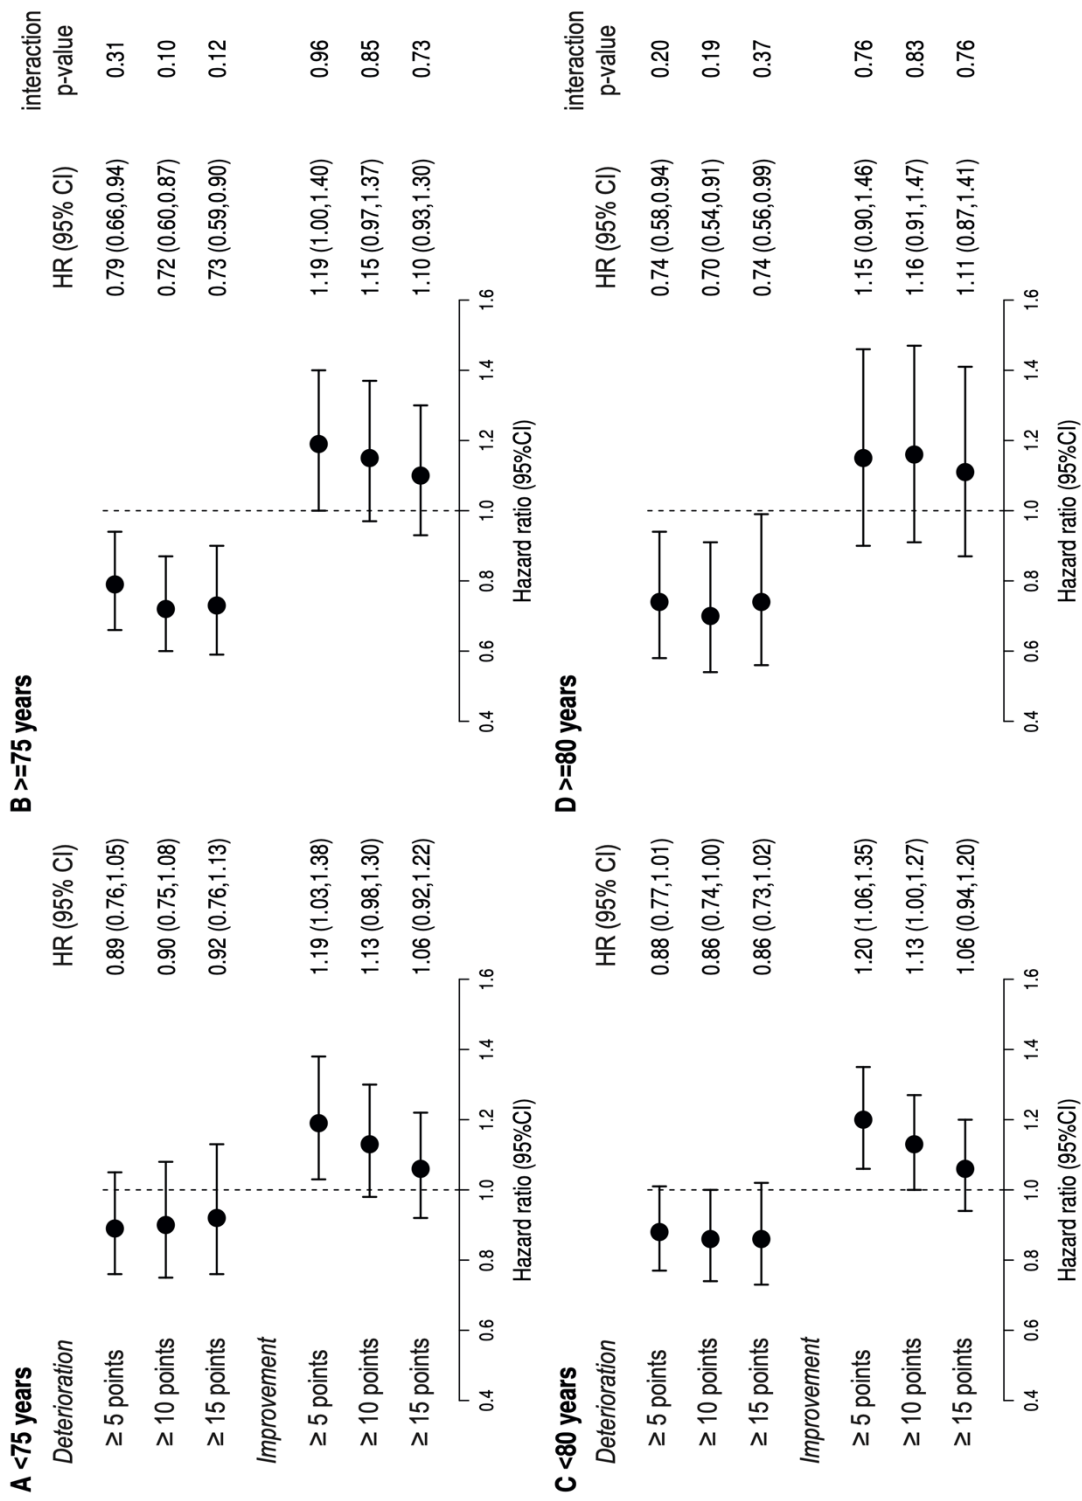 A <75 years
B >=75 years
interaction
Deterioration HR (95% CI) HR (95% CI) p-value
≥ 5 points 0.89 (0.76,1.05) 0.79 (0.66,0.94) 0.31
≥ 10 points 0.90 (0.75,1.08) 0.72 (0.60,0.87) 0.10
≥ 15 points 0.92 (0.76,1.13) 0.73 (0.59,0.90) 0.12
Improvement
≥ 5 points 1.19 (1.03,1.38) 1.19 (1.00,1.40) 0.96
≥ 10 points 1.13 (0.98,1.30) 1.15 (0.97,1.37) 0.85
≥ 15 points 1.06 (0.92,1.22) 1.10 (0.93,1.30) 0.73
0.4 0.6 0.8 1.0 1.2 1.4 1.6 0.4 0.6 0.8 1.0 1.2 1.4 1.6
Hazard ratio (95%CI) Hazard ratio (95%CI)
C <80 years
D >=80 years
interaction
Deterioration HR (95% CI) HR (95% CI) p-value
≥ 5 points 0.88 (0.77,1.01) 0.74 (0.58,0.94) 0.20
≥ 10 points 0.86 (0.74,1.00) 0.70 (0.54,0.91) 0.19
≥ 15 points 0.86 (0.73,1.02) 0.74 (0.56,0.99) 0.37
Improvement
≥ 5 points 1.20 (1.06,1.35) 1.15 (0.90,1.46) 0.76
≥ 10 points 1.13 (1.00,1.27) 1.16 (0.91,1.47) 0.83
≥ 15 points 1.06 (0.94,1.20) 1.11 (0.87,1.41) 0.76
0.4 0.6 0.8 1.0 1.2 1.4 1.6 0.4 0.6 0.8 1.0 1.2 1.4 1.6
Hazard ratio (95%CI) Hazard ratio (95%CI)